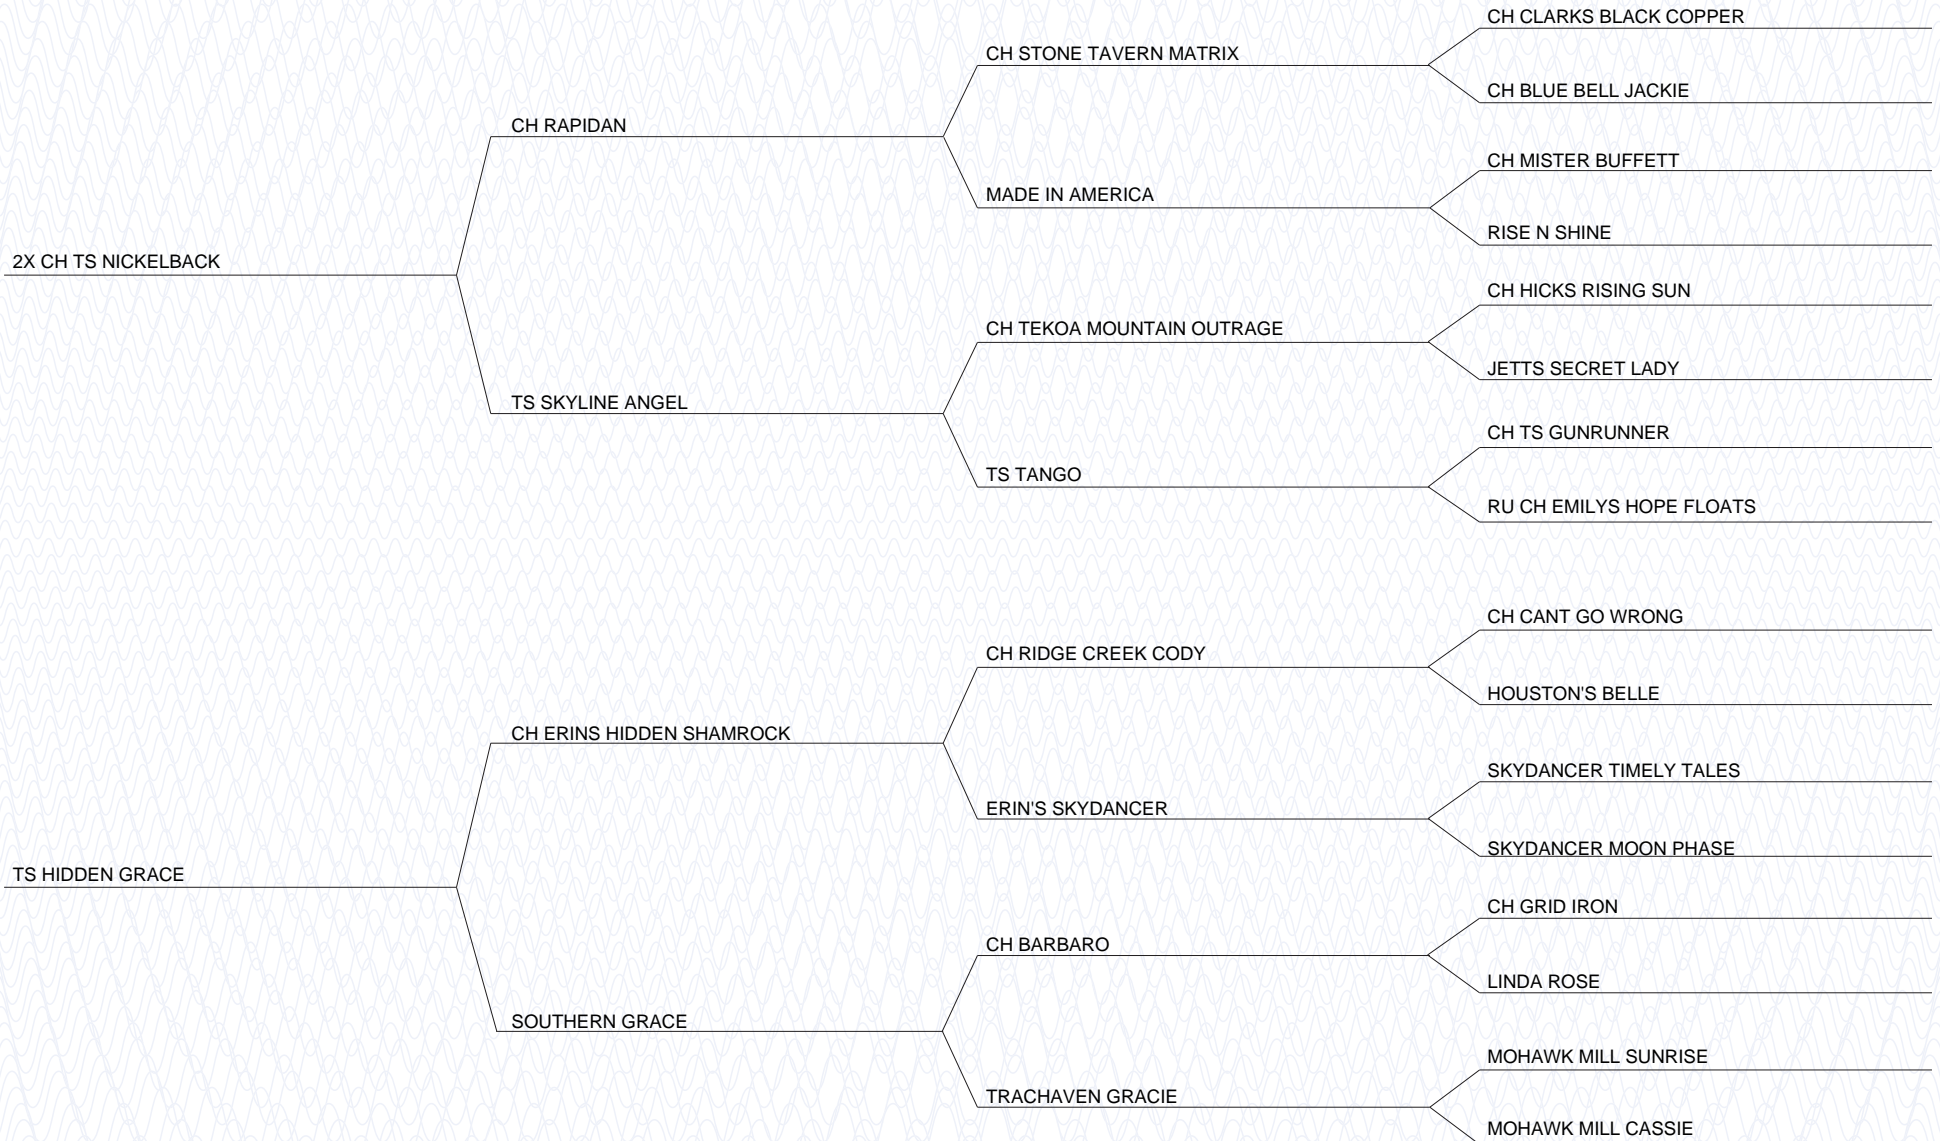 CH CLARKS BLACK COPPER
CH STONE TAVERN MATRIX
CH BLUE BELL JACKIE
CH RAPIDAN
CH MISTER BUFFETT
MADE IN AMERICA
RISE N SHINE
2X CH TS NICKELBACK
CH HICKS RISING SUN
CH TEKOA MOUNTAIN OUTRAGE
JETTS SECRET LADY
TS SKYLINE ANGEL
CH TS GUNRUNNER
TS TANGO
RU CH EMILYS HOPE FLOATS
CH CANT GO WRONG
CH RIDGE CREEK CODY
HOUSTON'S BELLE
CH ERINS HIDDEN SHAMROCK
SKYDANCER TIMELY TALES
ERIN'S SKYDANCER
SKYDANCER MOON PHASE
TS HIDDEN GRACE
CH GRID IRON
CH BARBARO
LINDA ROSE
SOUTHERN GRACE
MOHAWK MILL SUNRISE
TRACHAVEN GRACIE
MOHAWK MILL CASSIE